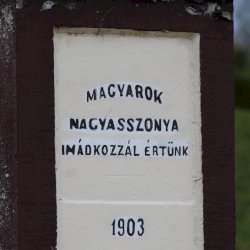 MAGYAROK
NAGYASSZONYA
IMÁDKOZZÁL ÉRTÜNK
1903